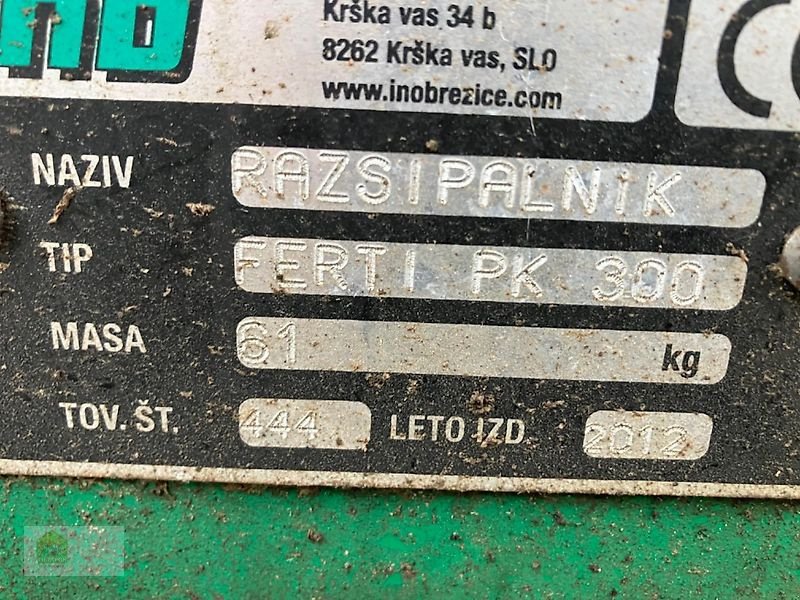 Krška vas 34 b
8262 Krška vas, SLO
www.inobrezice.com
NAZIV RAZSIPALNIK
TIP FERTI PK 300
MASA 61 kg
TOV. ŠT. 444 LETO IZD 2012